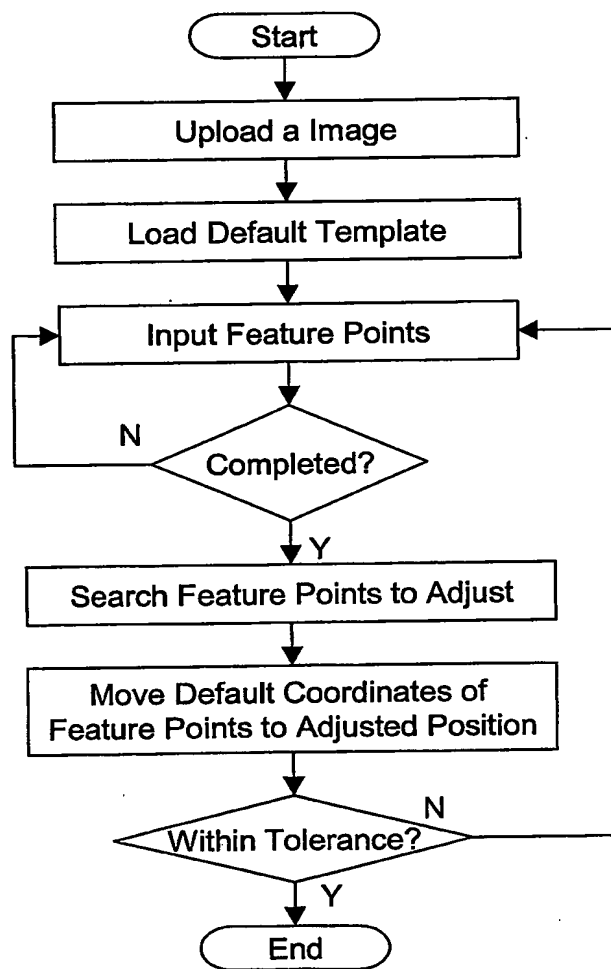 Start
Upload a Image
Load Default Template
Input Feature Points
N
Completed?
Y
Search Feature Points to Adjust
Move Default Coordinates of
Feature Points to Adjusted Position
N
Within Tolerance?
Y
End